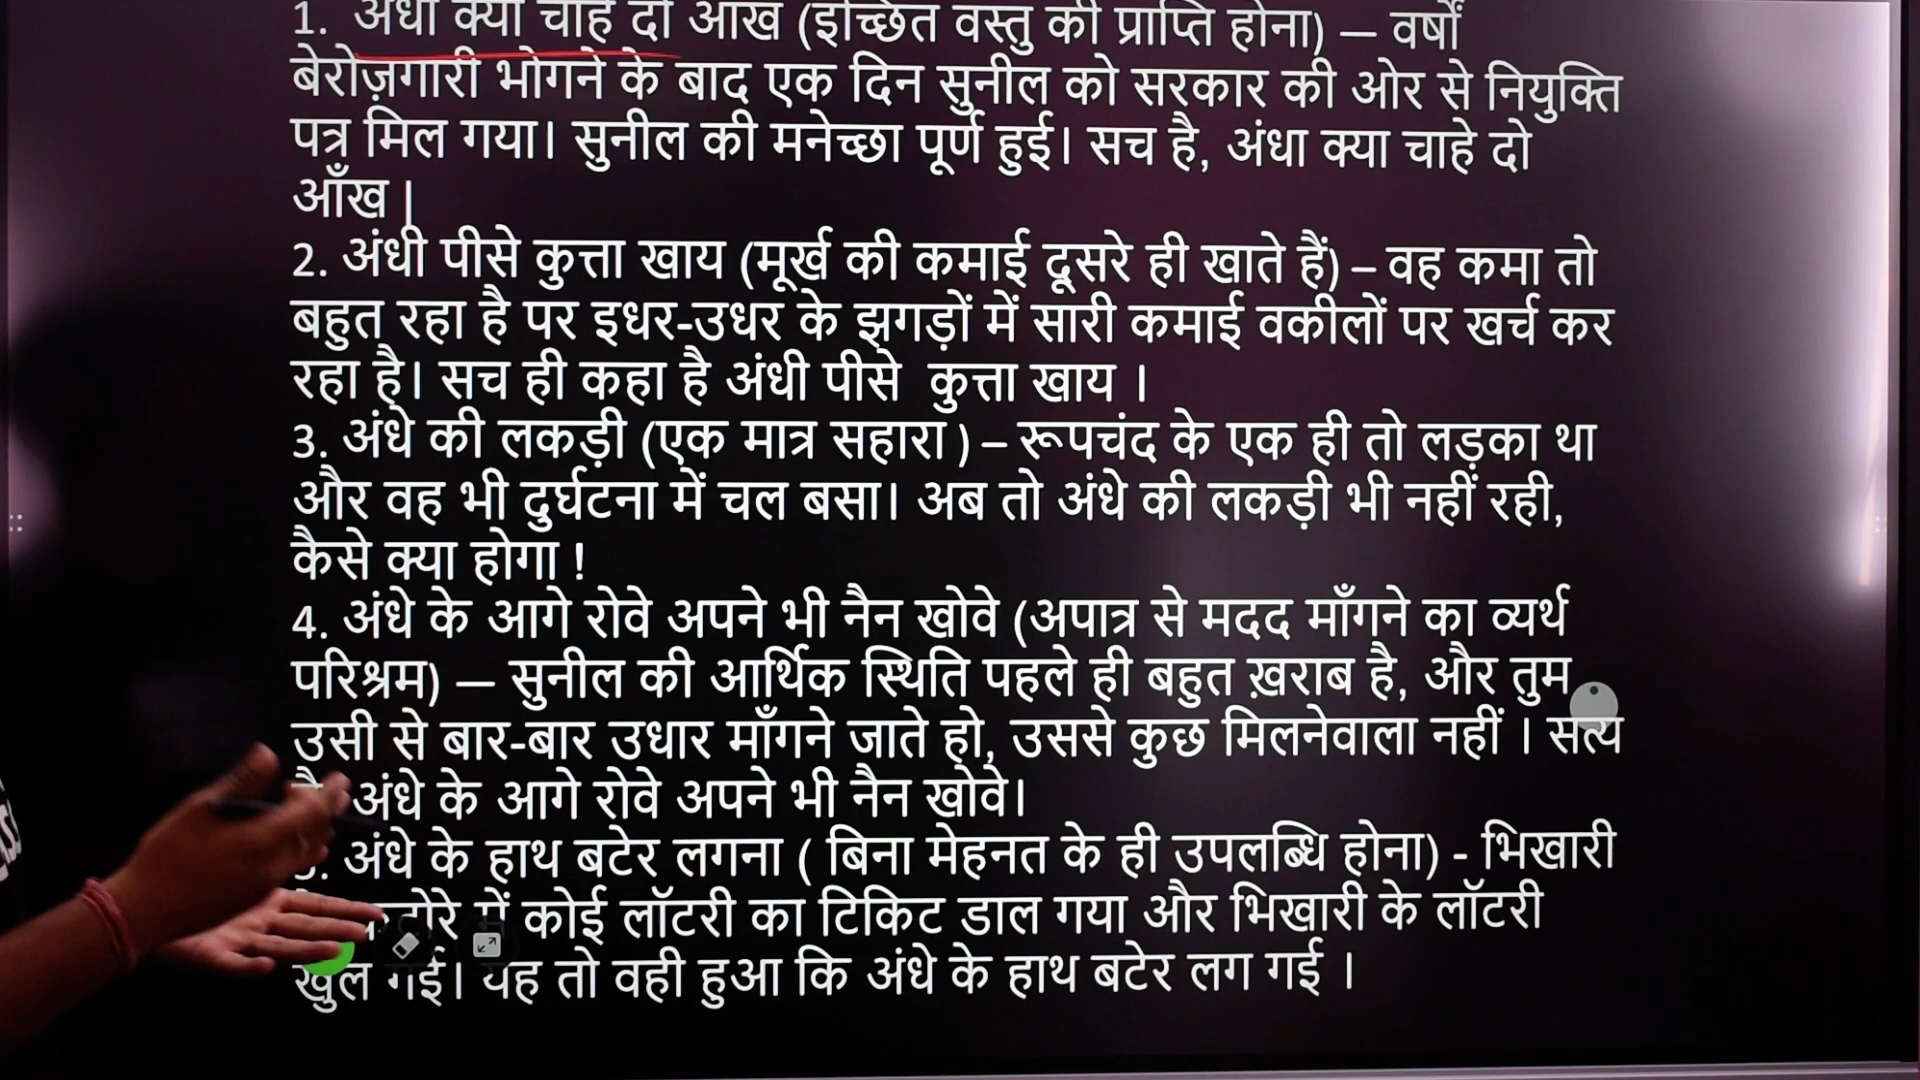 1. अंधा क्या चाहे दो आँख (इच्छित वस्तु की प्राप्ति होना) — वर्षों
बेरोज़गारी भोगने के बाद एक दिन सुनील को सरकार की ओर से नियुक्ति
पत्र मिल गया। सुनील की मनेच्छा पूर्ण हुई। सच है, अंधा क्या चाहे दो
आँख |
2. अंधी पीसे कुत्ता खाय (मूर्ख की कमाई दूसरे ही खाते हैं) – वह कमा तो
बहुत रहा है पर इधर-उधर के झगड़ों में सारी कमाई वकीलों पर खर्च कर
रहा है। सच ही कहा है अंधी पीसे कुत्ता खाय ।
3. अंधे की लकड़ी (एक मात्र सहारा ) – रूपचंद के एक ही तो लड़का था
और वह भी दुर्घटना में चल बसा। अब तो अंधे की लकड़ी भी नहीं रही,
कैसे क्या होगा !
4. अंधे के आगे रोवे अपने भी नैन खोवे (अपात्र से मदद माँगने का व्यर्थ
परिश्रम) — सुनील की आर्थिक स्थिति पहले ही बहुत ख़राब है, और तुम
उसी से बार-बार उधार माँगने जाते हो, उससे कुछ मिलनेवाला नहीं । सत्य
अंधे के आगे रोवे अपने भी नैन खोवे।
अंधे के हाथ बटेर लगना ( बिना मेहनत के ही उपलब्धि होना) - भिखारी
में कोई लॉटरी का टिकिट डाल गया और भिखारी के लॉटरी
खुल गई। यह तो वही हुआ कि अंधे के हाथ बटेर लग गई ।